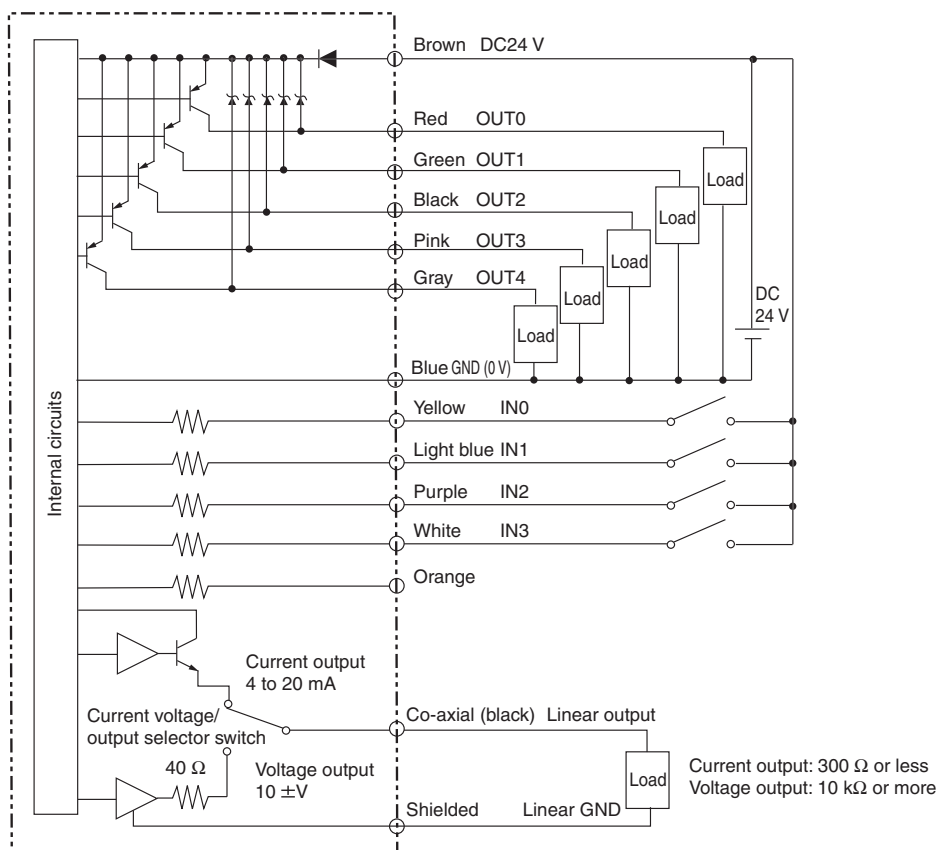 Brown DC24 V
Red OUT0
Load
Green OUT1
Load
Black OUT2
Load
Pink OUT3
Load
Gray OUT4
Load
DC
24 V
Blue GND (0 V)
Internal circuits
Yellow IN0
Light blue IN1
Purple IN2
White IN3
Orange
Current output
4 to 20 mA
Current voltage/
output selector switch
Co-axial (black) Linear output
40 Ω
Voltage output
10 ±V
Load
Current output: 300 Ω or less
Voltage output: 10 kΩ or more
Shielded Linear GND